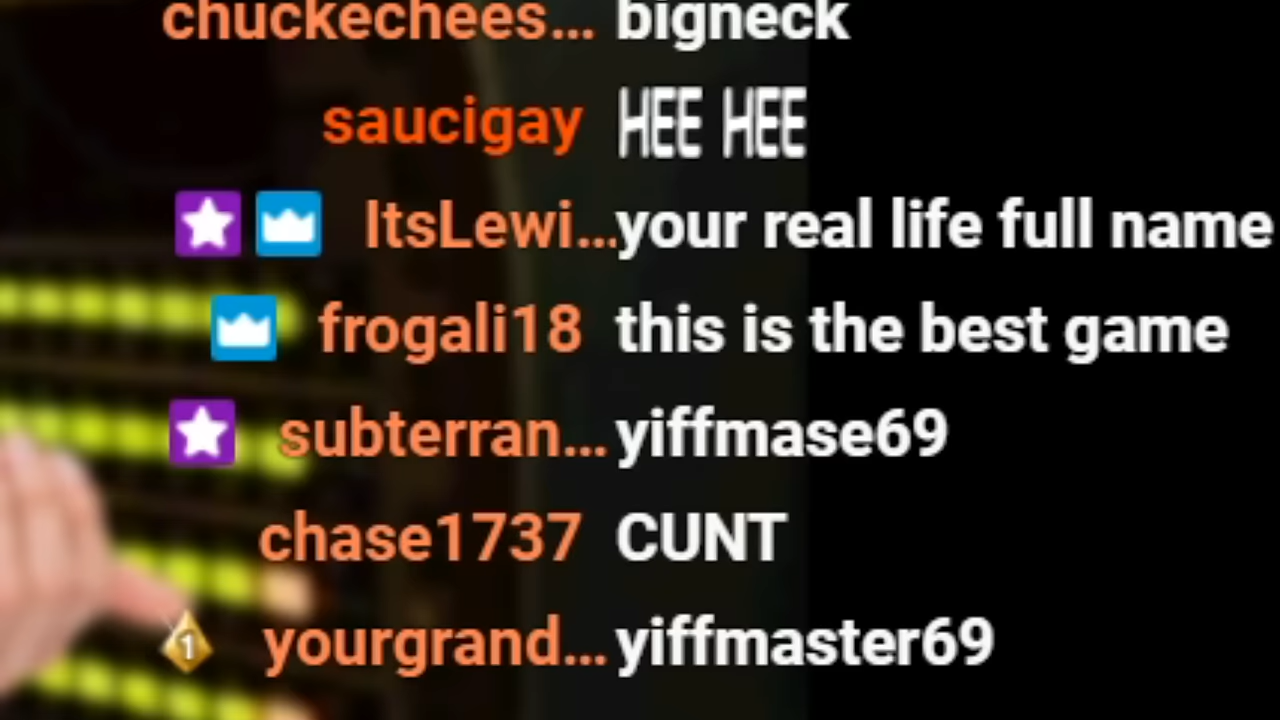 chuckechees... bigneck
saucigay HEE HEE
ItsLewi... your real life full name
frogali18 this is the best game
subterran... yiffmase69
chase1737 CUNT
1 yourgrand... yiffmaster69